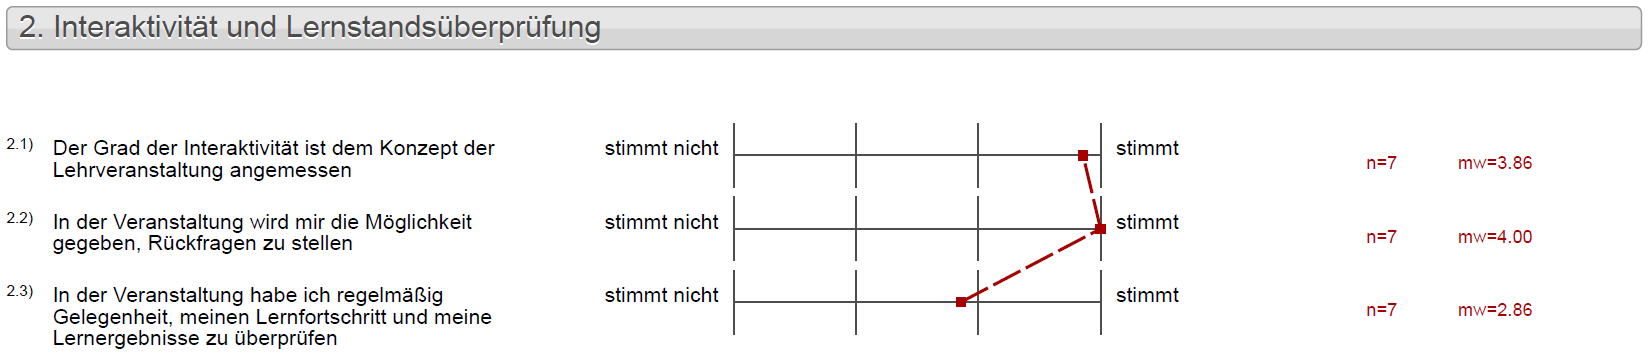 2. Interaktivität und Lernstandsüberprüfung
2.1) Der Grad der Interaktivität ist dem Konzept der
Lehrveranstaltung angemessen
stimmt nicht stimmt n=7 mw=3.86
2.2) In der Veranstaltung wird mir die Möglichkeit
gegeben, Rückfragen zu stellen
stimmt nicht stimmt n=7 mw=4.00
2.3) In der Veranstaltung habe ich regelmäßig
Gelegenheit, meinen Lernfortschritt und meine
Lernergebnisse zu überprüfen
stimmt nicht stimmt n=7 mw=2.86